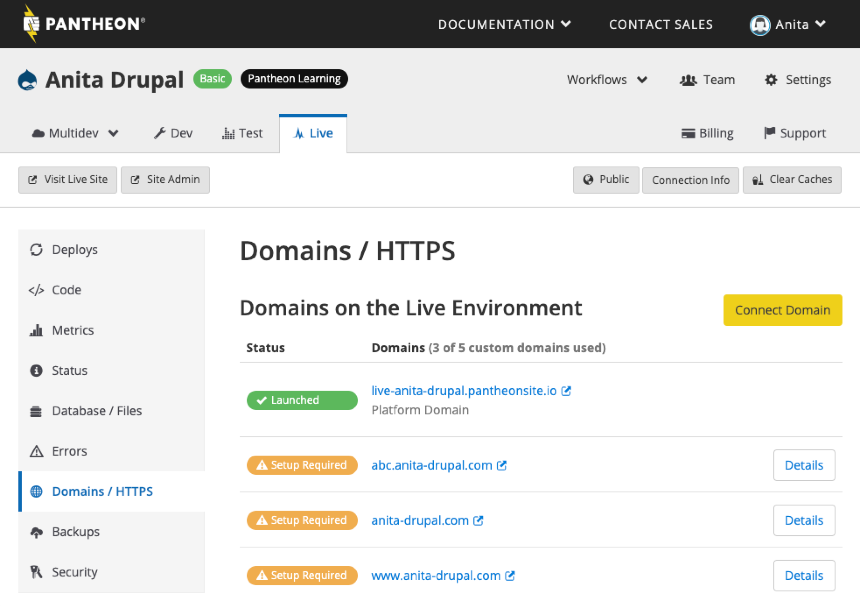 PANTHEON®
DOCUMENTATION
CONTACT SALES
Anita
Anita Drupal
Basic
Pantheon Learning
Workflows
Team
Settings
Multidev
Dev
Test
Live
Billing
Support
Visit Live Site
Site Admin
Public
Connection Info
Clear Caches
Deploys
Code
Metrics
Status
Database / Files
Errors
Domains / HTTPS
Backups
Security
Domains / HTTPS
Domains on the Live Environment
Connect Domain
Status
Domains (3 of 5 custom domains used)
Launched
live-anita-drupal.pantheonsite.io
Platform Domain
Setup Required
abc.anita-drupal.com
Details
Setup Required
anita-drupal.com
Details
Setup Required
www.anita-drupal.com
Details